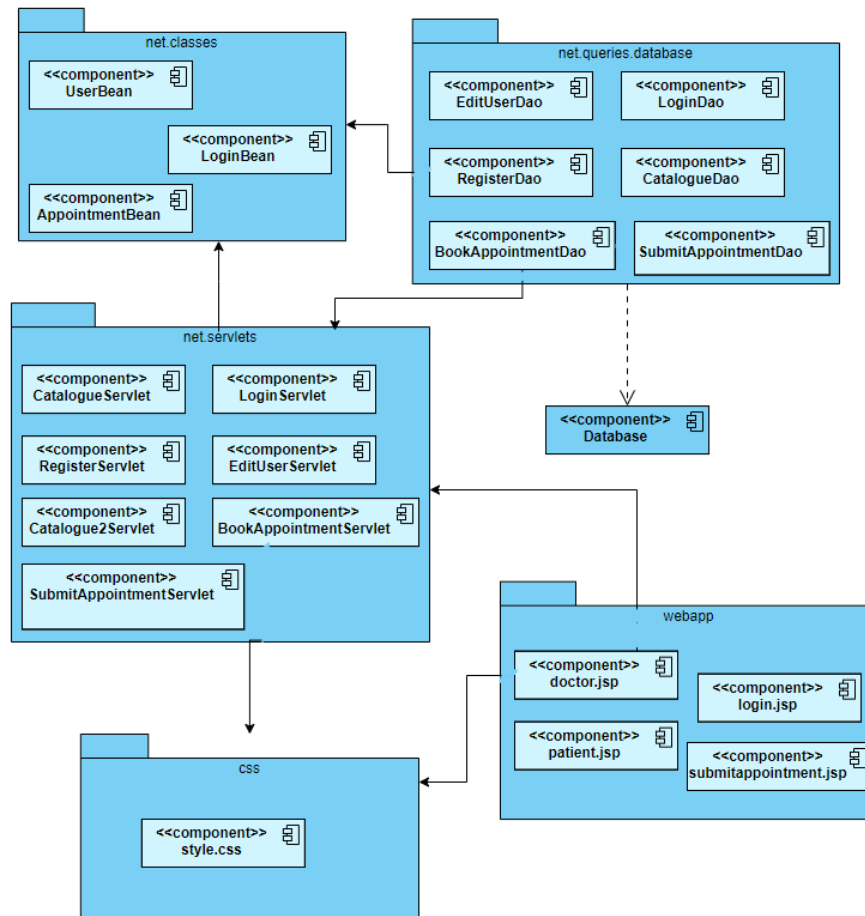 net.classes
<<component>>
UserBean
<<component>>
LoginBean
<<component>>
AppointmentBean
net.queries.database
<<component>>
EditUserDao
<<component>>
LoginDao
<<component>>
RegisterDao
<<component>>
CatalogueDao
<<component>>
BookAppointmentDao
<<component>>
SubmitAppointmentDao
net.servlets
<<component>>
CatalogueServlet
<<component>>
LoginServlet
<<component>>
RegisterServlet
<<component>>
EditUserServlet
<<component>>
Catalogue2Servlet
<<component>>
BookAppointmentServlet
<<component>>
SubmitAppointmentServlet
<<component>>
Database
webapp
<<component>>
doctor.jsp
<<component>>
login.jsp
<<component>>
patient.jsp
<<component>>
submitappointment.jsp
css
<<component>>
style.css